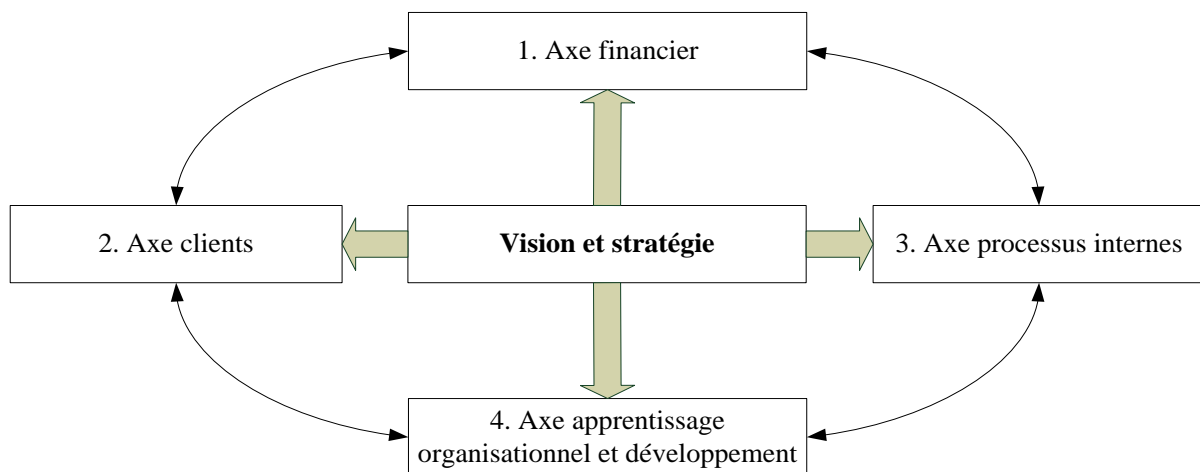 1. Axe financier
2. Axe clients
Vision et stratégie
3. Axe processus internes
4. Axe apprentissage
organisationnel et développement